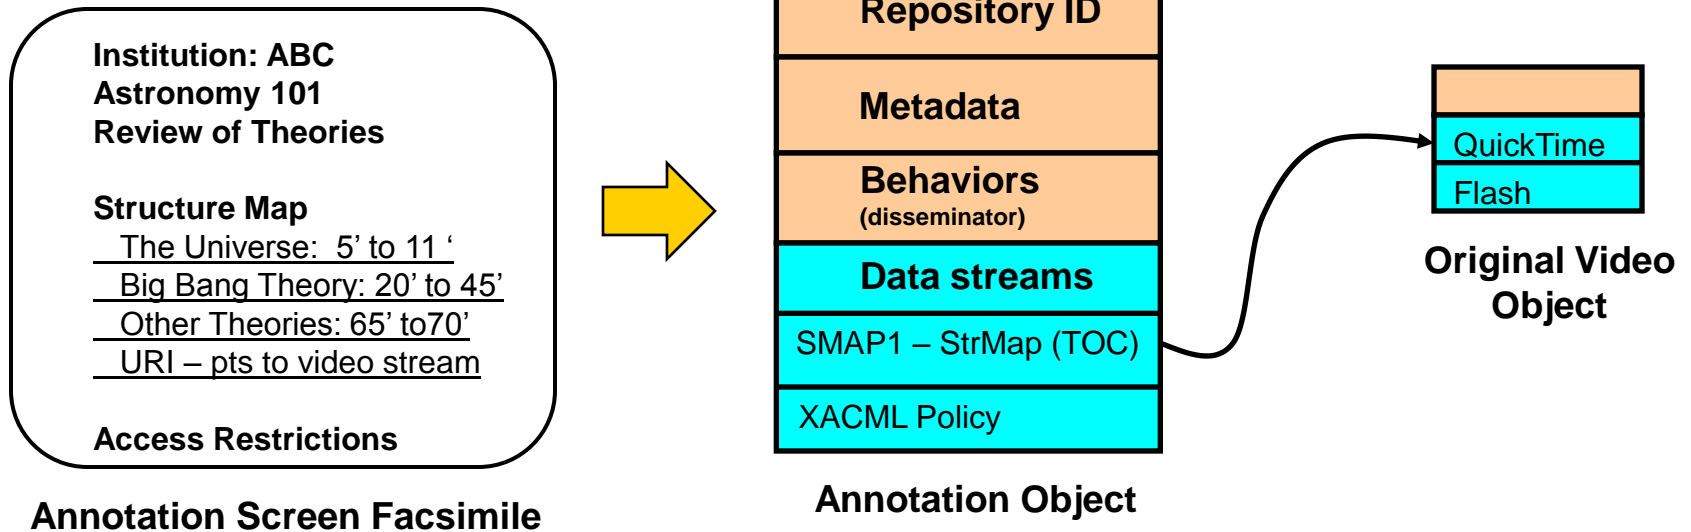 Institution: ABC
Astronomy 101
Review of Theories
Structure Map
The Universe:  5’ to 11 ‘
Big Bang Theory: 20’ to 45’
Other Theories: 65’ to70’
URI – pts to video stream
Access Restrictions
Annotation Screen Facsimile
Repository ID
Metadata
Behaviors
(disseminator)
Data streams
SMAP1 – StrMap (TOC)
XACML Policy
Annotation Object
QuickTime
Flash
Original Video
Object